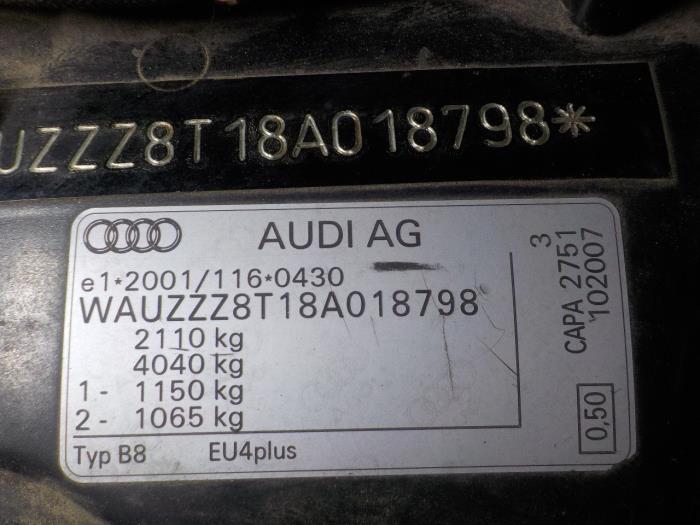 UZZZ8T18A018798*
AUDI AG
e1*2001/116*0430
WAUZZZ8T18A018798
2110 kg
4040 kg
1 - 1150 kg
2 - 1065 kg
Typ B8 EU4plus
3
CAPA 2751
102007
0,50